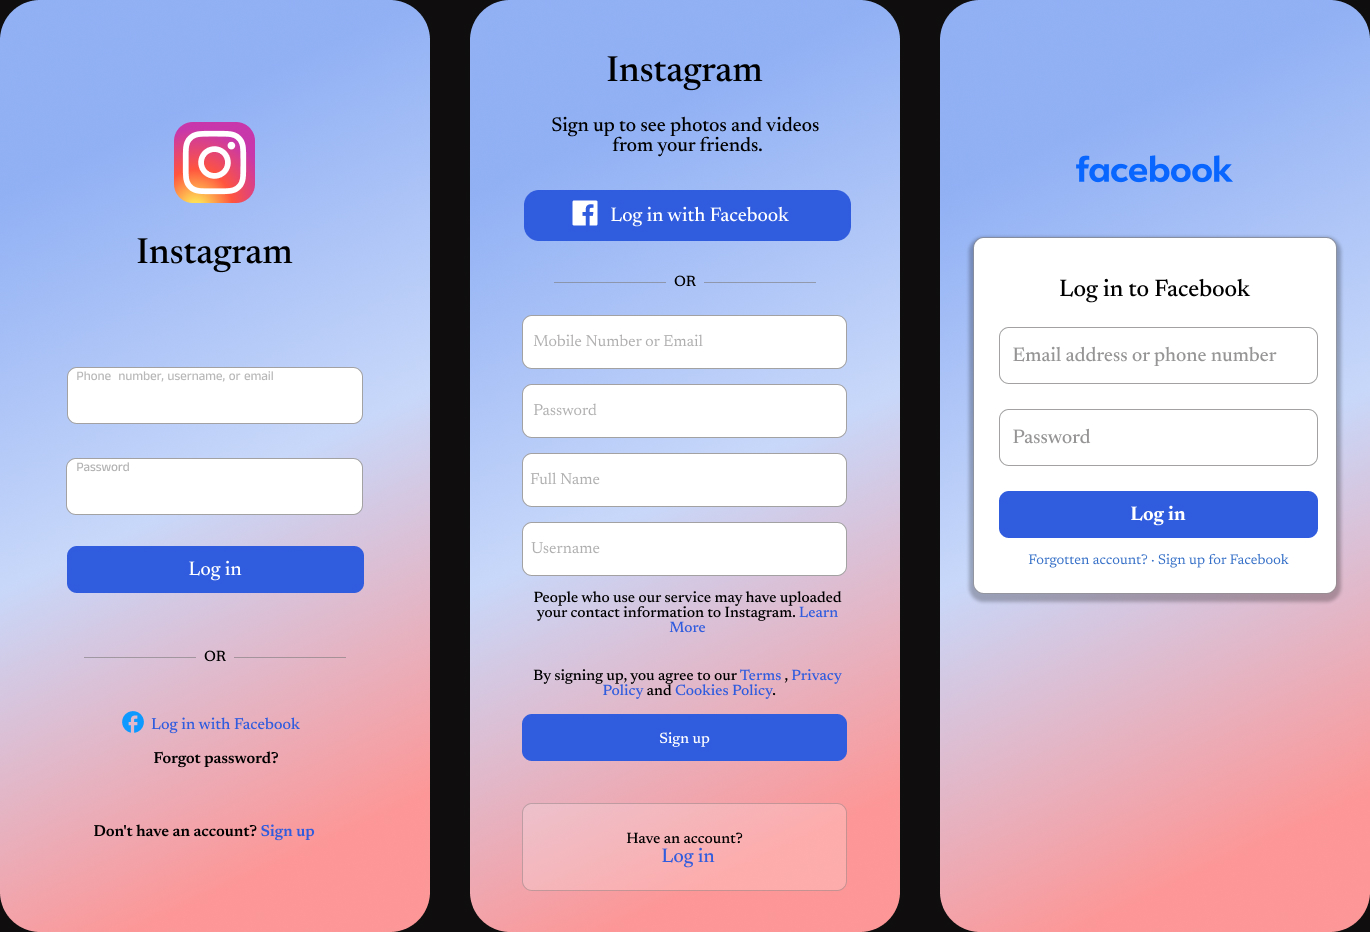 Instagram
Phone  number, username, or email
Password
Log in
OR
Log in with Facebook
Forgot password?
Don't have an account? Sign up
Instagram
Sign up to see photos and videos
from your friends.
Log in with Facebook
OR
Mobile Number or Email
Password
Full Name
Username
People who use our service may have uploaded
your contact information to Instagram. Learn
More
By signing up, you agree to our Terms , Privacy
Policy and Cookies Policy.
Sign up
Have an account?
Log in
facebook
Log in to Facebook
Email address or phone number
Password
Log in
Forgotten account? · Sign up for Facebook